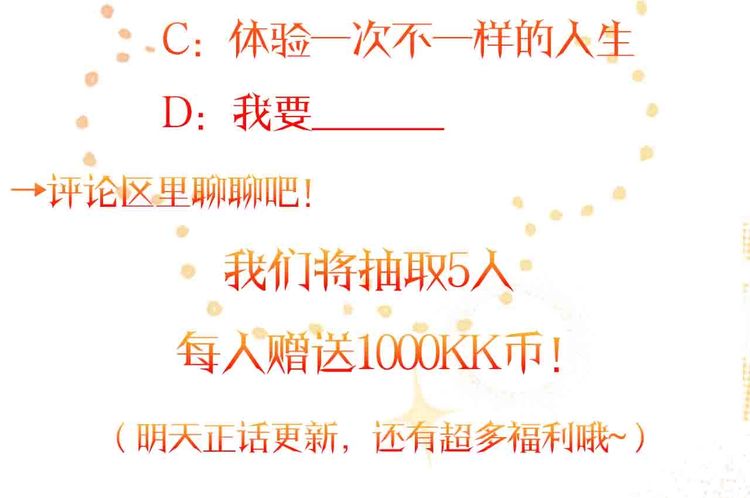 C：体验一次不一样的人生
D：我要______
→评论区里聊聊吧！
我们将抽取5人
每人赠送1000KK币！
（明天正话更新，还有超多福利哦~）